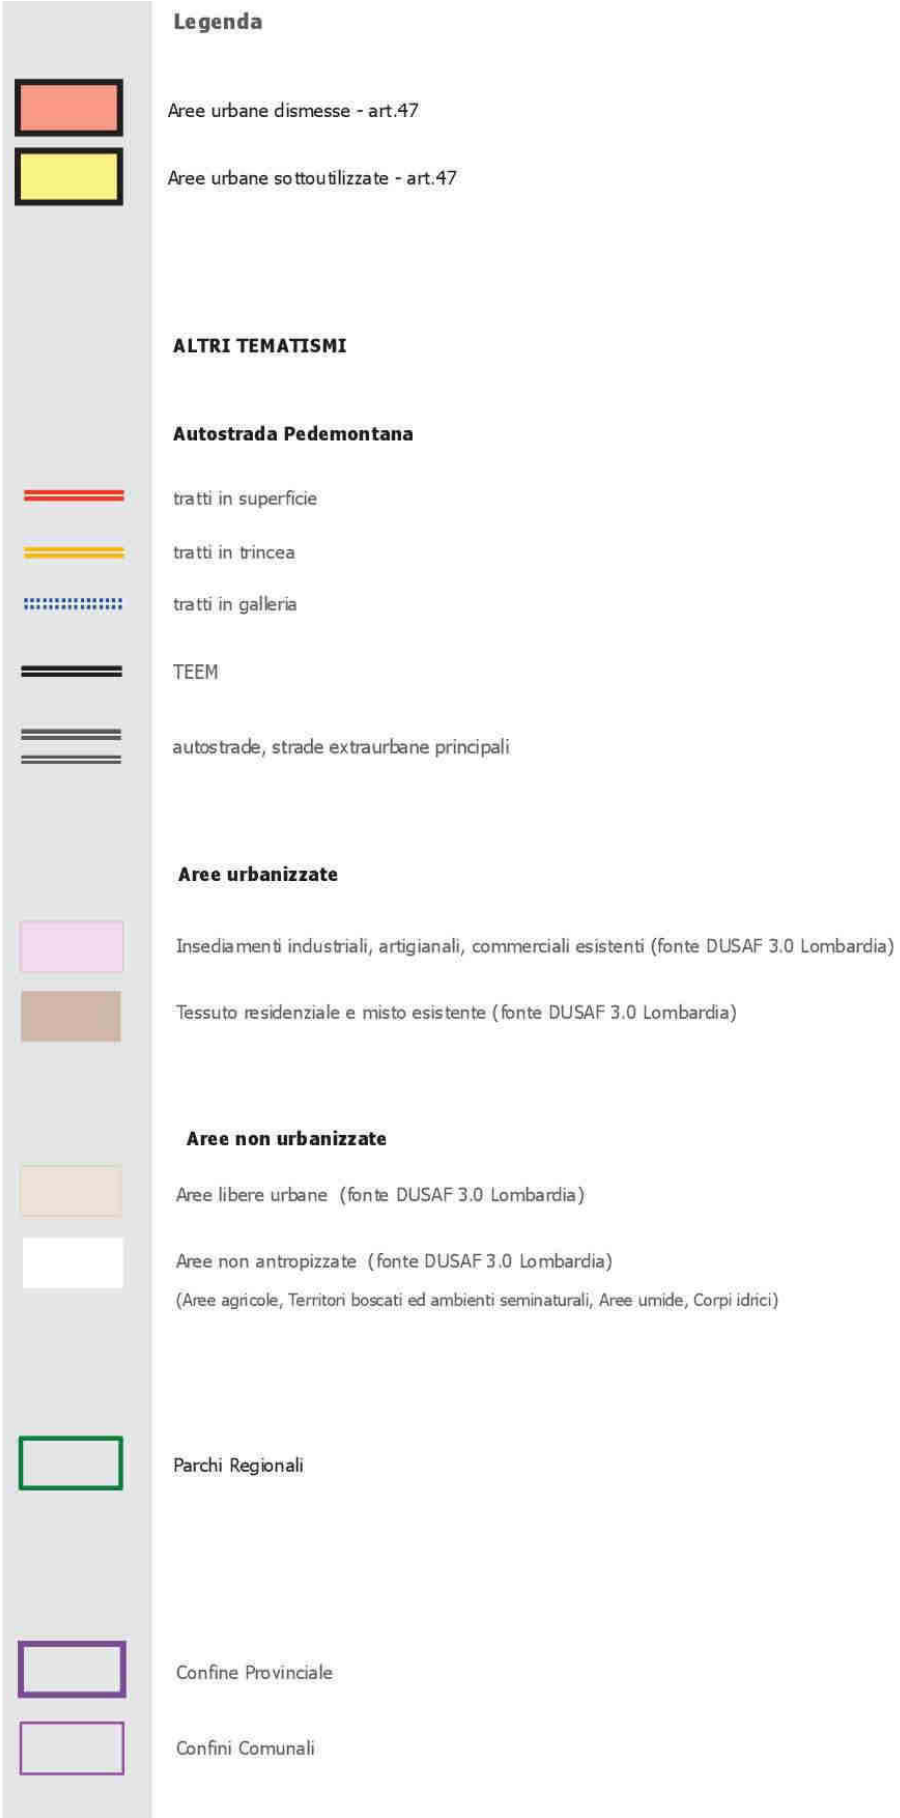 Legenda
Aree urbane dismesse - art.47
Aree urbane sottoutilizzate - art.47
ALTRI TEMATISMI
Autostrada Pedemontana
tratti in superficie
tratti in trincea
tratti in galleria
TEEM
autostrade, strade extraurbane principali
Aree urbanizzate
Insediamenti industriali, artigianali, commerciali esistenti (fonte DUSAF 3.0 Lombardia)
Tessuto residenziale e misto esistente (fonte DUSAF 3.0 Lombardia)
Aree non urbanizzate
Aree libere urbane (fonte DUSAF 3.0 Lombardia)
Aree non antropizzate (fonte DUSAF 3.0 Lombardia)
(Aree agricole, Territori boscati ed ambienti seminaturali, Aree umide, Corpi idrici)
Parchi Regionali
Confine Provinciale
Confini Comunali